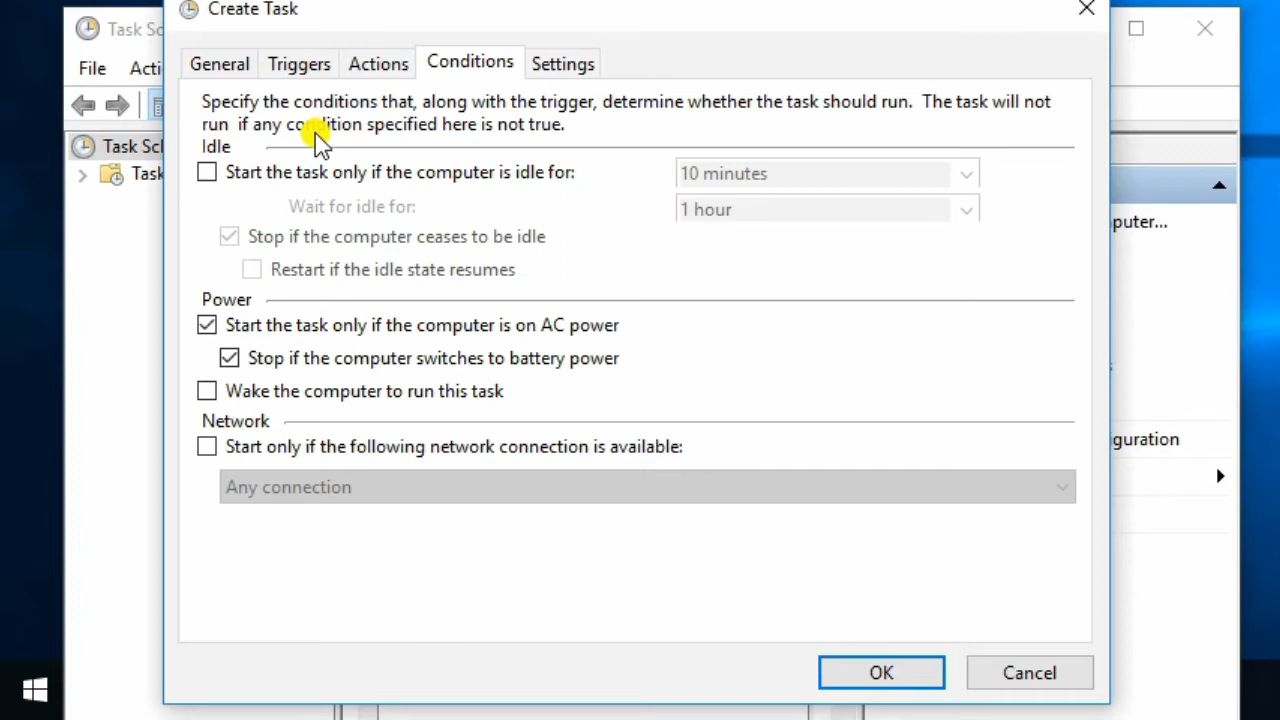 Create Task
Task Sc
File Acti
General Triggers Actions Conditions Settings
Specify the conditions that, along with the trigger, determine whether the task should run. The task will not
run if any condition specified here is not true.
Task Scl
Task
Idle
Start the task only if the computer is idle for: 10 minutes
Wait for idle for: 1 hour
Stop if the computer ceases to be idle
Restart if the idle state resumes
puter...
Power
Start the task only if the computer is on AC power
Stop if the computer switches to battery power
Wake the computer to run this task
Network
Start only if the following network connection is available:
guration
Any connection
OK Cancel